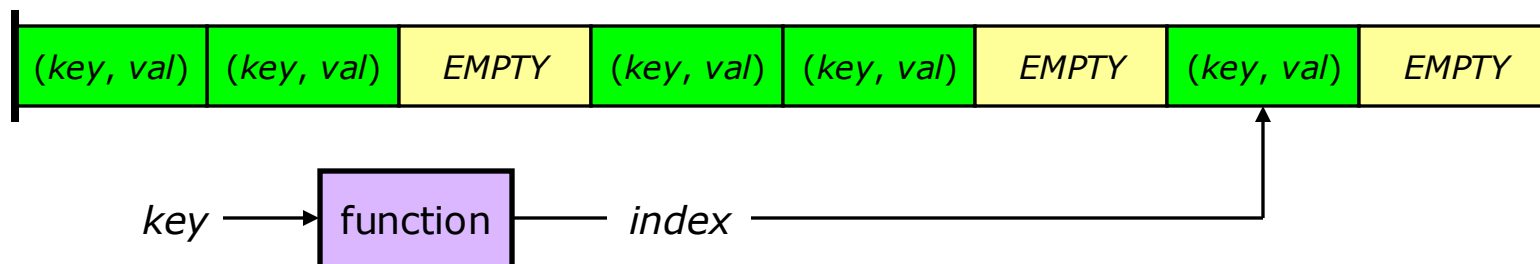 (key, val) (key, val) EMPTY (key, val) (key, val) EMPTY (key, val) EMPTY
key function index